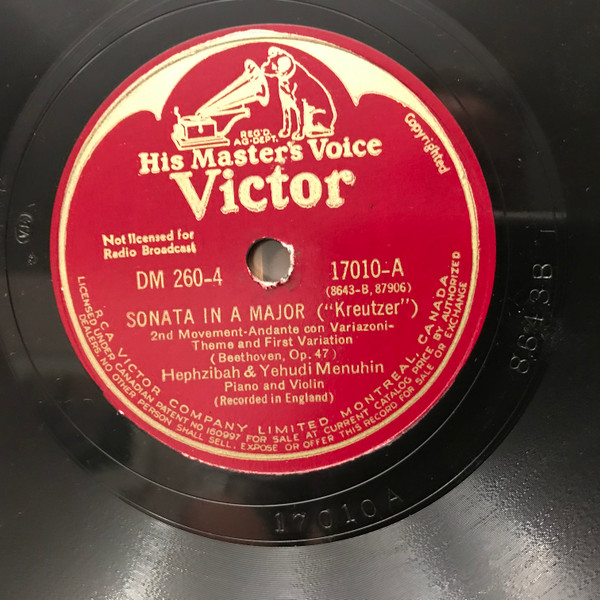 REG'D.
AG-DEPT.
Copyrighted
His Master's Voice
Victor
Not licensed for
Radio Broadcast
DM 260-4
17010-A
(8643-B, 87906)
SONATA IN A MAJOR ("Kreutzer")
2nd Movement-Andante con Variazoni-
Theme and First Variation
(Beethoven, Op. 47)
Hephzibah & Yehudi Menuhin
Piano and Violin
(Recorded in England)
R.C.A. VICTOR COMPANY LIMITED MONTREAL, CANADA
LICENSED UNDER CANADIAN PATENT NO 160997 FOR SALE AT CURRENT CATALOG PRICE BY AUTHORIZED
DEALERS. NO OTHER PERSON SHALL SELL, EXPOSE OR OFFER THIS RECORD FOR SALE OR EXCHANGE
17010A